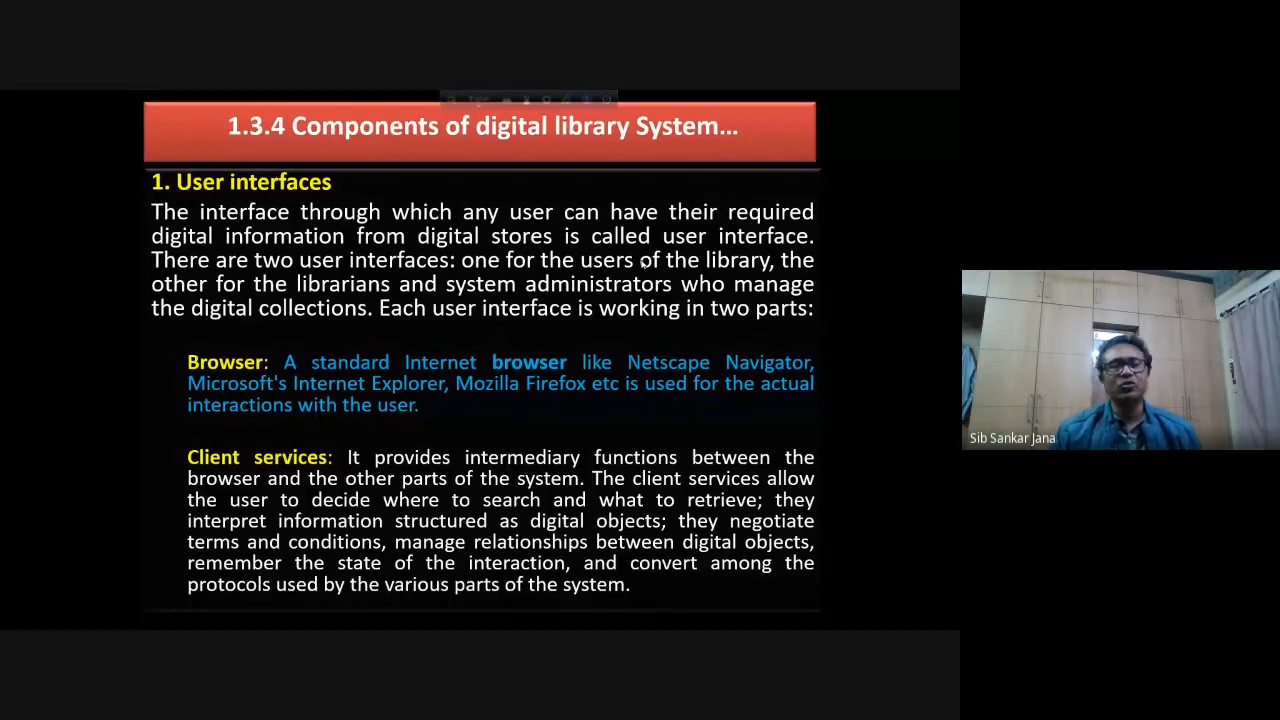 1.3.4 Components of digital library System...
1. User interfaces
The interface through which any user can have their required
digital information from digital stores is called user interface.
There are two user interfaces: one for the users of the library, the
other for the librarians and system administrators who manage
the digital collections. Each user interface is working in two parts:
Browser: A standard Internet browser like Netscape Navigator,
Microsoft's Internet Explorer, Mozilla Firefox etc is used for the actual
interactions with the user.
Client services: It provides intermediary functions between the
browser and the other parts of the system. The client services allow
the user to decide where to search and what to retrieve; they
interpret information structured as digital objects; they negotiate
terms and conditions, manage relationships between digital objects,
remember the state of the interaction, and convert among the
protocols used by the various parts of the system.
Sib Sankar Jana